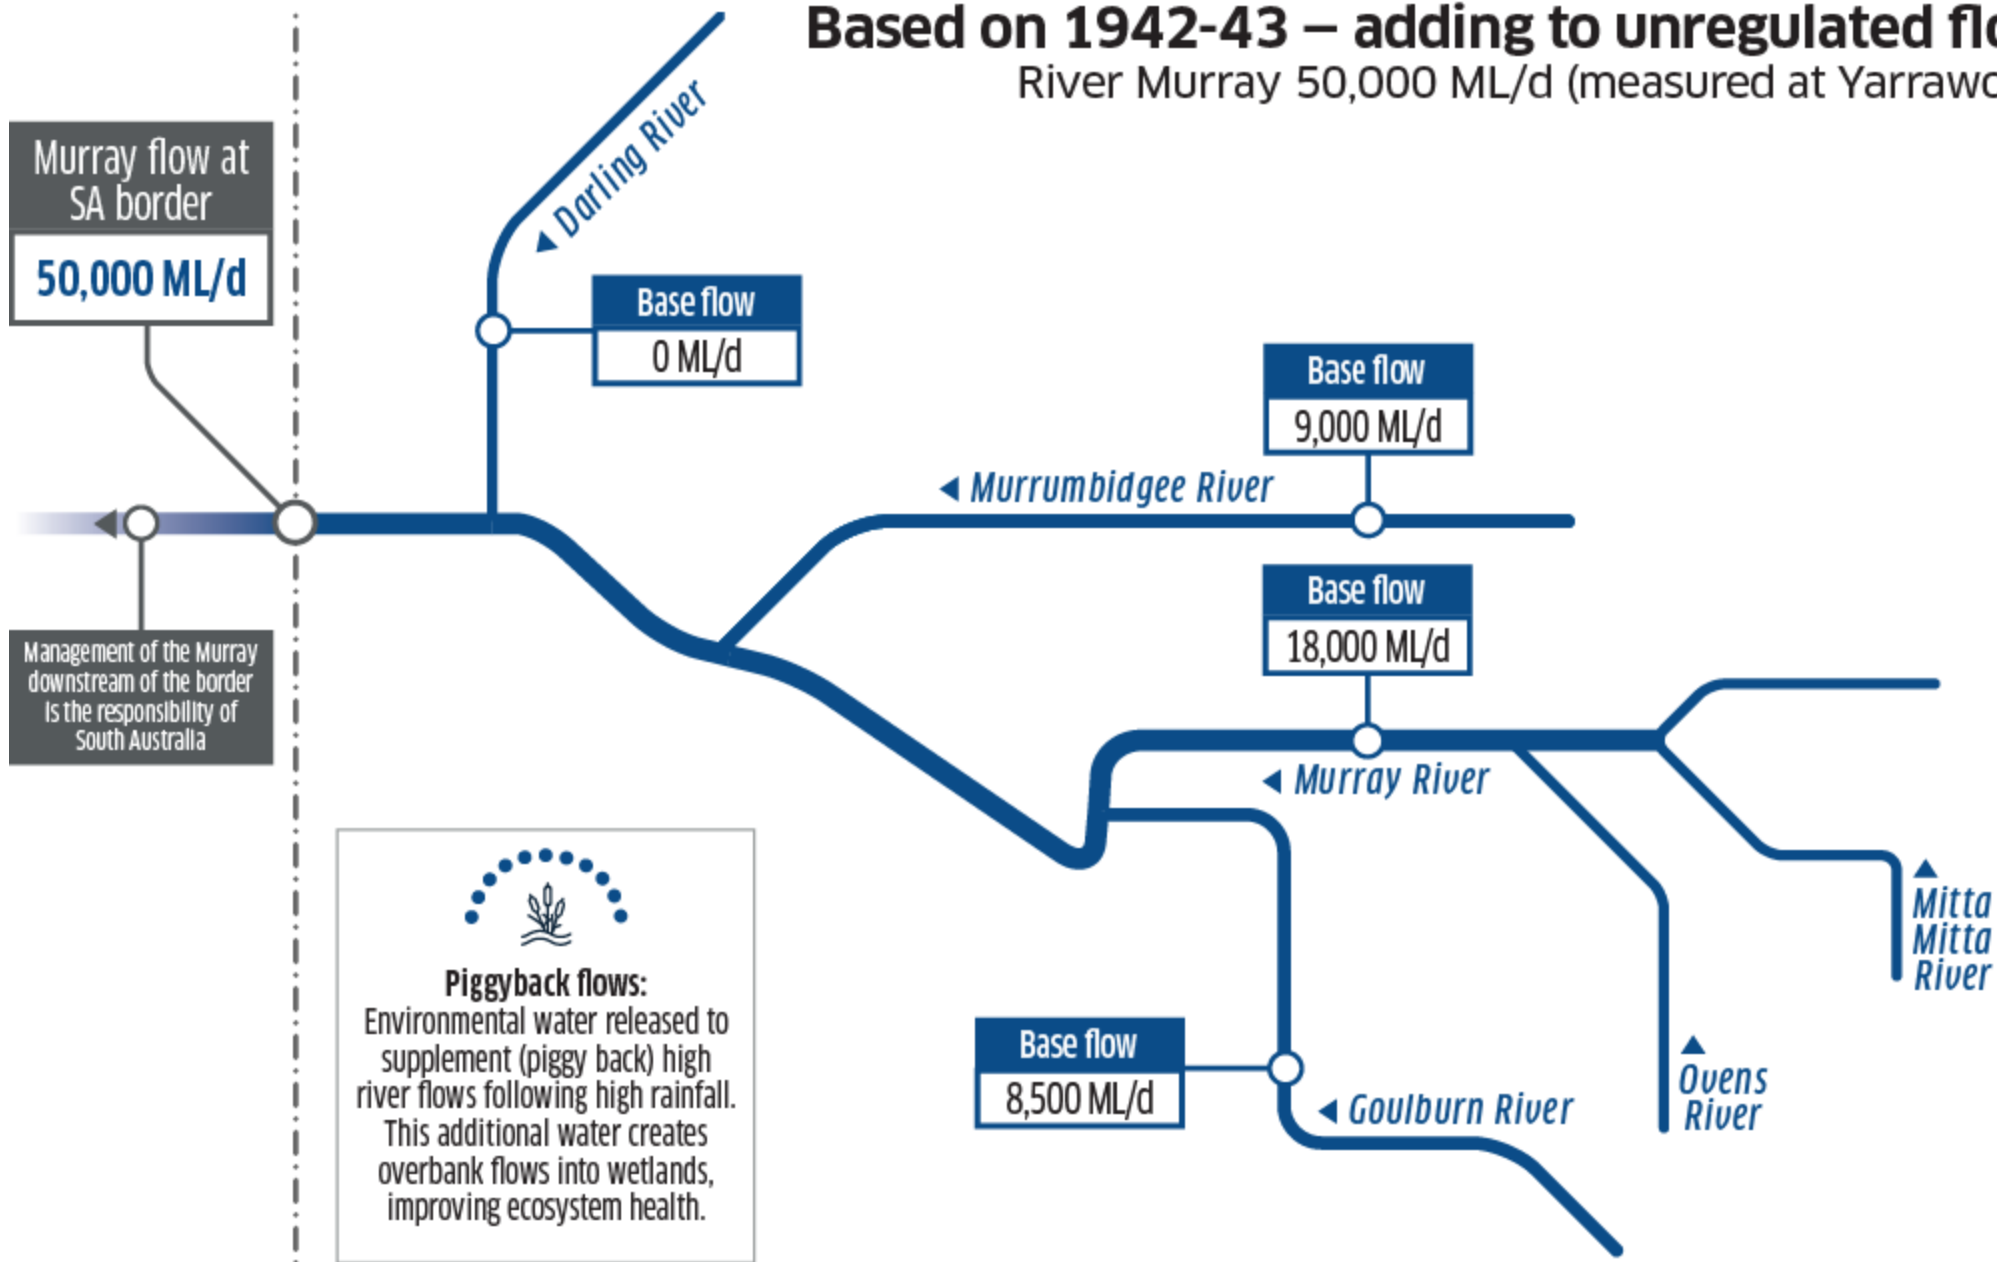 Based on 1942-43 – adding to unregulated
River Murray 50,000 ML/d (measured at
Murray flow at
SA border
50,000 ML/d
Darling River
Base flow
0 ML/d
Base flow
9,000 ML/d
Murrumbidgee River
Base flow
18,000 ML/d
Murray River
Management of the Murray
downstream of the border
is the responsibility of
South Australia
Mitta
Mitta
River
Piggyback flows:
Environmental water released to
supplement (piggy back) high
river flows following high rainfall.
This additional water creates
overbank flows into wetlands,
improving ecosystem health.
Base flow
8,500 ML/d
Goulburn River
Ovens
River